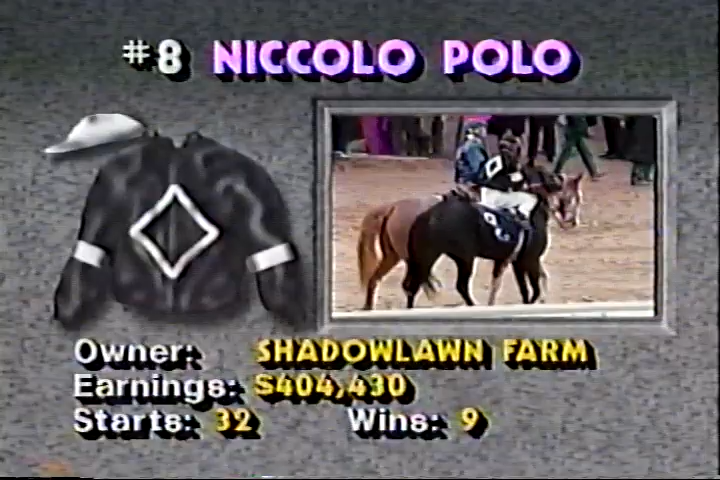 #8 NICCOLO POLO
Owner: SHADOWLAWN FARM
Earnings: $404,430
Starts: 32 Wins: 9